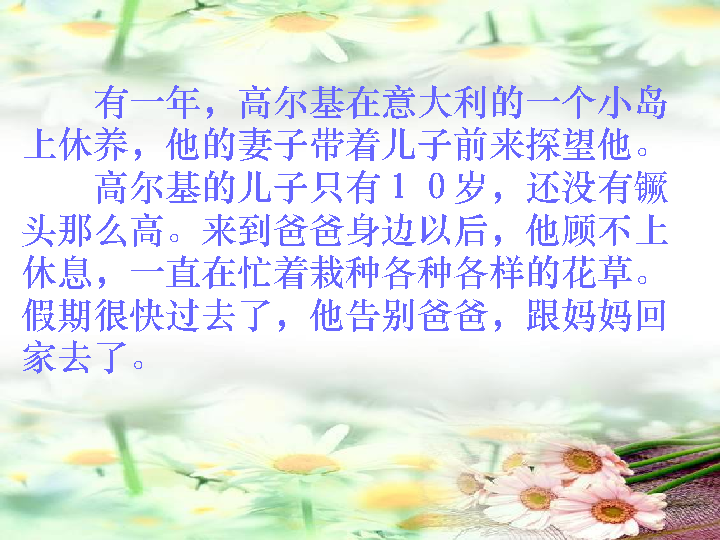 有一年，高尔基在意大利的一个小岛
上休养，他的妻子带着儿子前来探望他。
高尔基的儿子只有１０岁，还没有镢
头那么高。来到爸爸身边以后，他顾不上
休息，一直在忙着栽种各种各样的花草。
假期很快过去了，他告别爸爸，跟妈妈回
家去了。